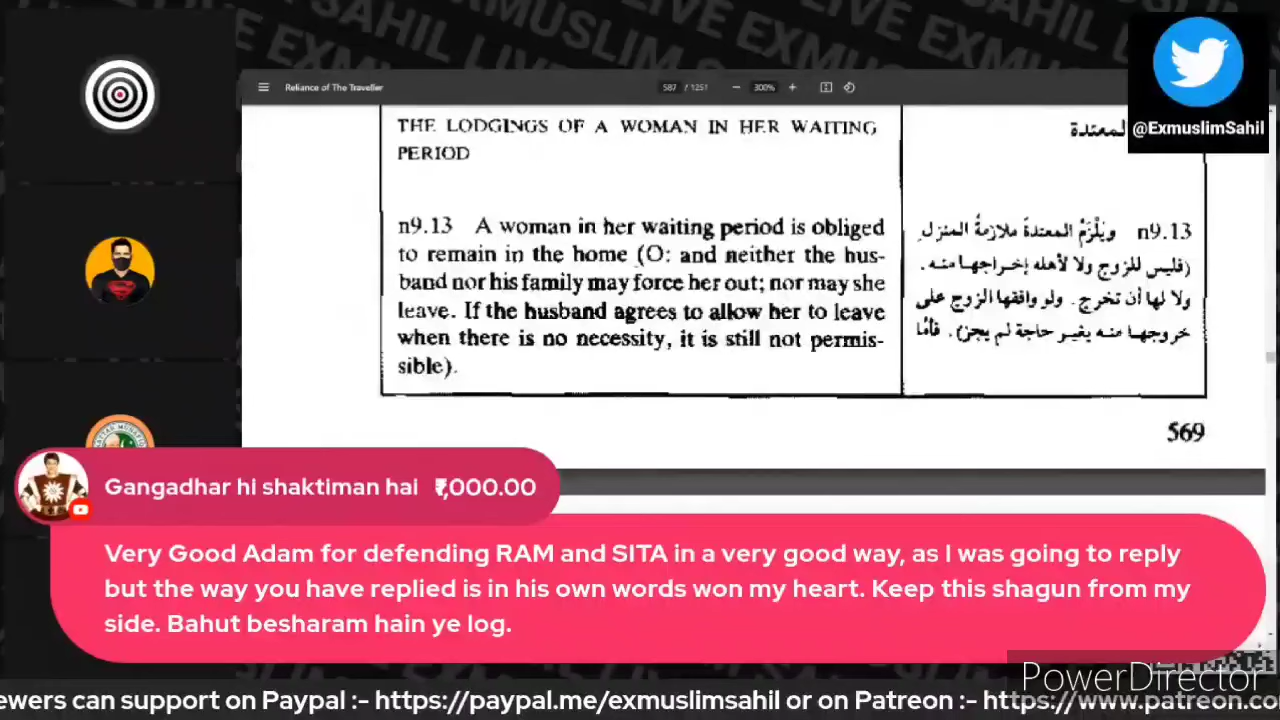 Reliance of The Traveller
587 / 1251
300%
@ExmuslimSahil
THE LODGINGS OF A WOMAN IN HER WAITING
PERIOD
المعتدة
n9.13 A woman in her waiting period is obliged
to remain in the home (O: and neither the hus-
band nor his family may force her out; nor may she
leave. If the husband agrees to allow her to leave
when there is no necessity, it is still not permis-
sible).
n9.13 ويَلْزَمُ المعتدةَ ملازمةُ المنزل
(فليس للزوج ولا لأهله إخراجها منه.
ولا لها أن تخرج. ولو وافقها الزوج على
خروجها منه بغير حاجة لم يجز). فأمّا
569
Gangadhar hi shaktiman hai ₹1,000.00
Very Good Adam for defending RAM and SITA in a very good way, as I was going to reply
but the way you have replied is in his own words won my heart. Keep this shagun from my
side. Bahut besharam hain ye log.
PowerDirector
ewers can support on Paypal :- https://paypal.me/exmuslimsahil or on Patreon :- https://www.patreon.co